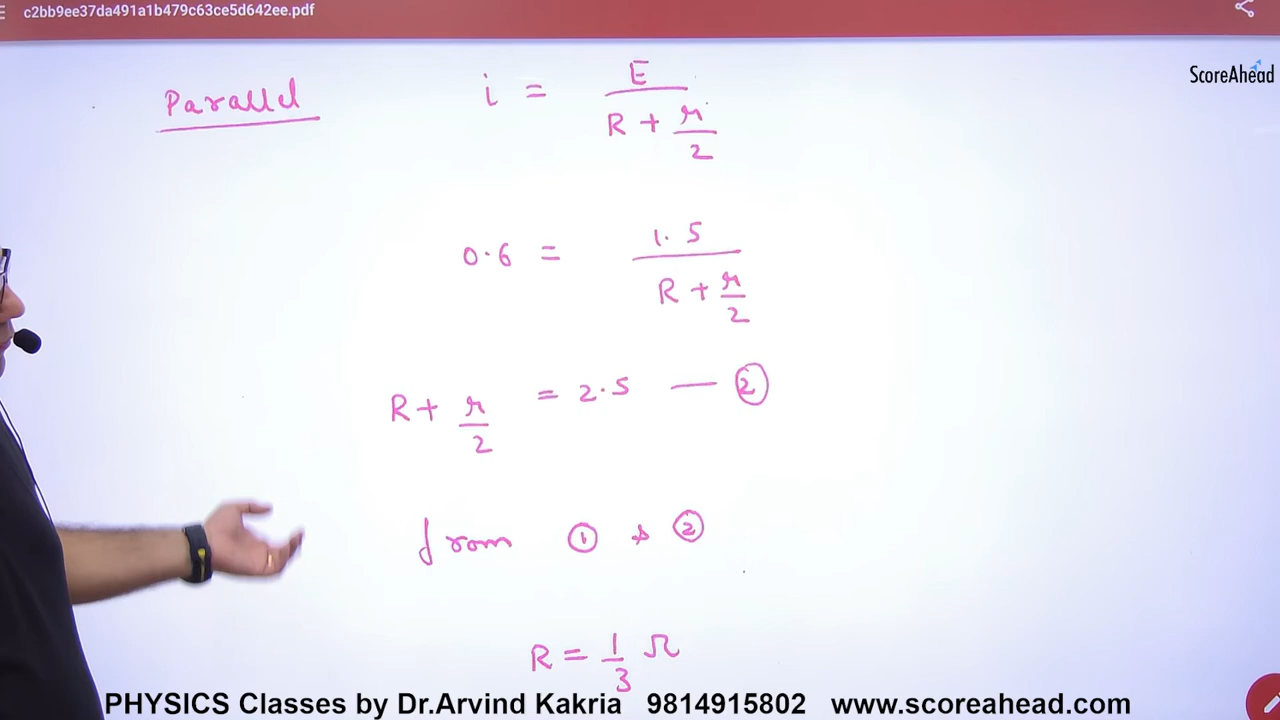 c2bb9ee37da491a1b479c63ce5d642ee.pdf
ScoreAhead
Parallel i = E / (R + r/2)
0.6 = 1.5 / (R + r/2)
R + r/2 = 2.5 — ②
from ① & ②
R = 1/3 Ω
PHYSICS Classes by Dr.Arvind Kakria 9814915802 www.scoreahead.com